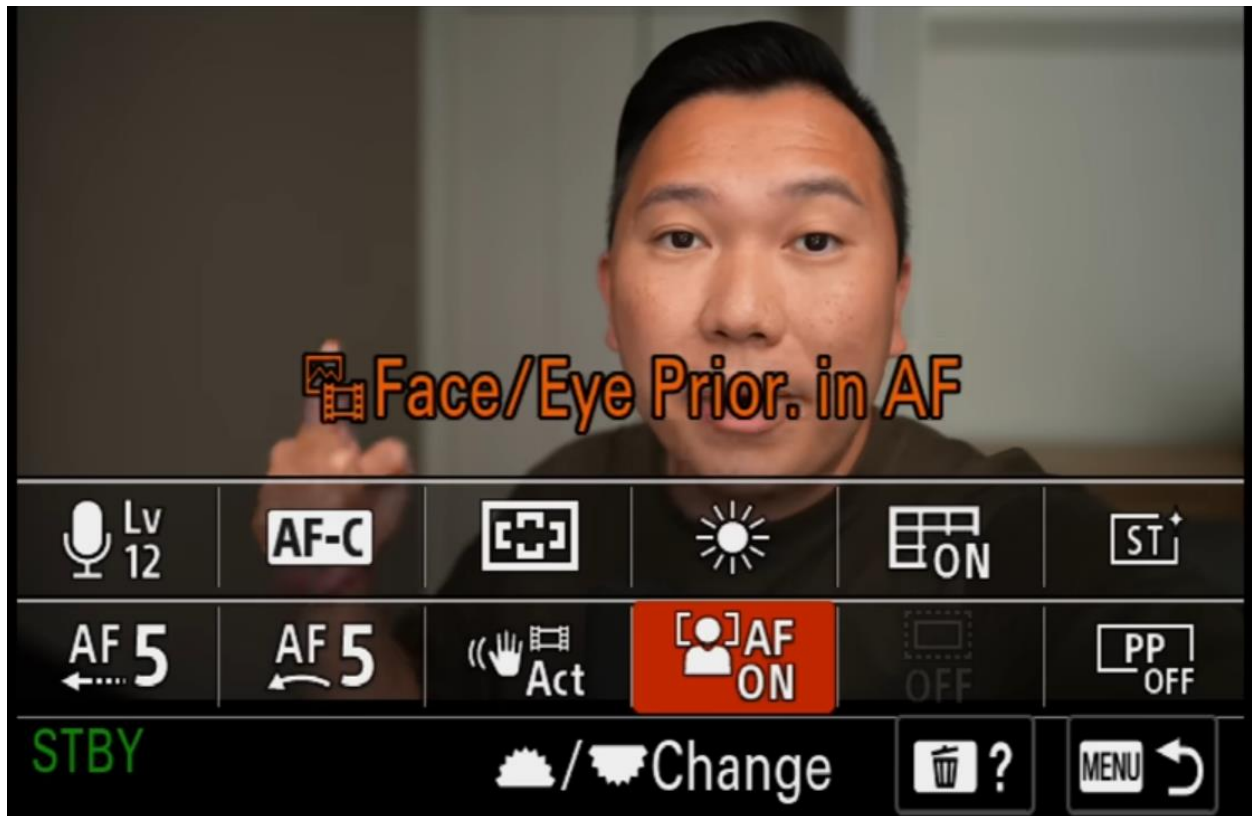 Face/Eye Prior. in AF
Lv 12
AF-C
ON
ST
AF 5
AF 5
Act
AF ON
OFF
PP OFF
STBY
/ Change
?
MENU